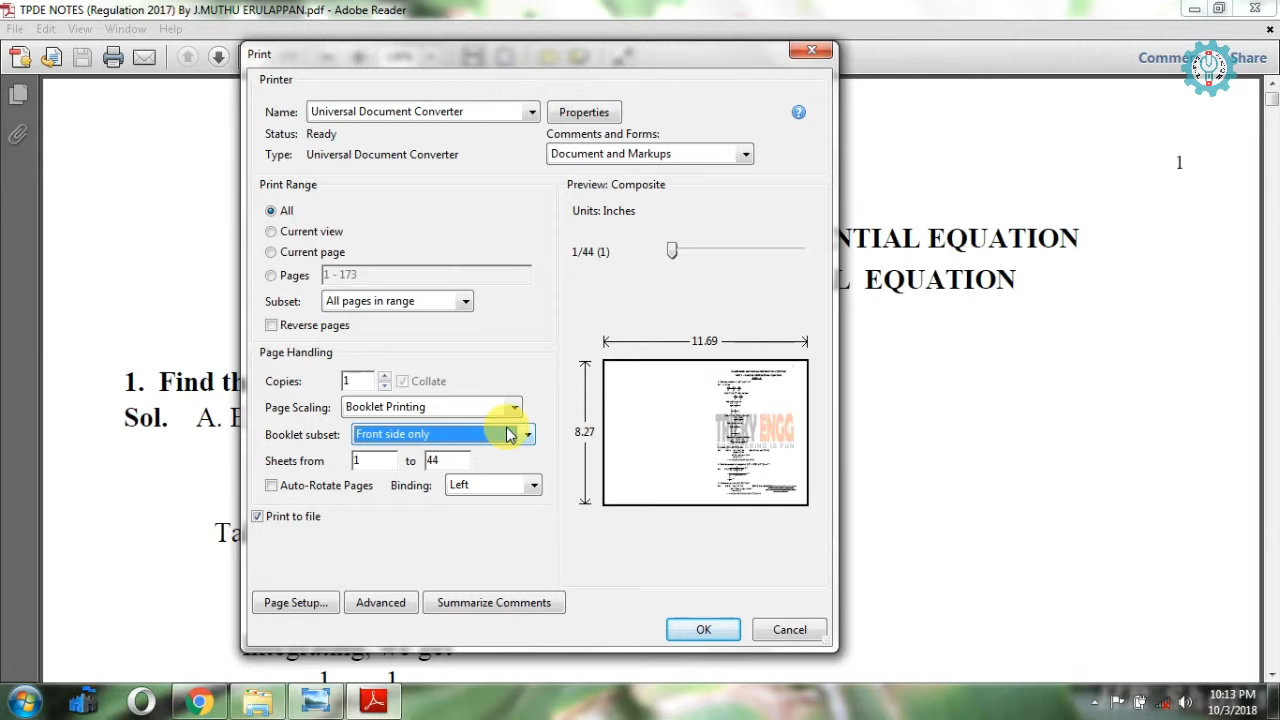 TPDE NOTES (Regulation 2017) By J.MUTHU ERULAPPAN.pdf - Adobe Reader
File Edit View Window Help
Share
Print
Printer
Name: Universal Document Converter Properties
Status: Ready
Comments and Forms:
Type: Universal Document Converter
Document and Markups
Print Range
All
Current view
Current page
Pages 1 - 173
Subset: All pages in range
Reverse pages
Page Handling
Copies: 1 Collate
Page Scaling: Booklet Printing
Booklet subset: Front side only
Sheets from 1 to 44
Auto-Rotate Pages Binding: Left
Print to file
Preview: Composite
Units: Inches
1/44 (1)
11.69
8.27
TRICKY ENGG
Page Setup... Advanced Summarize Comments
OK Cancel
1
NTIAL EQUATION
L EQUATION
1. Find th
Sol. A. E
Ta
1 1
10:13 PM
10/3/2018